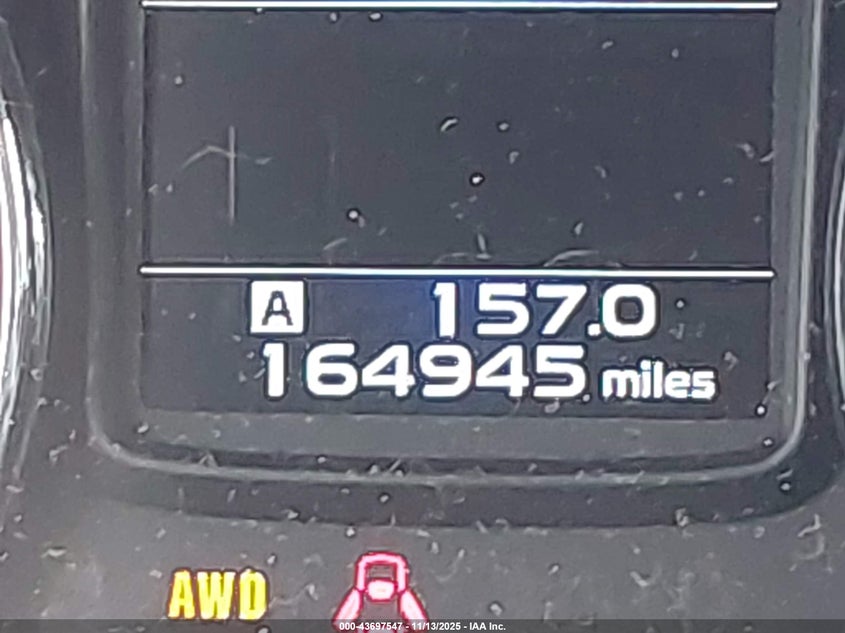 A 157.0
164945 miles
AWD
000-43697547 - 11/13/2025 - IAA Inc.